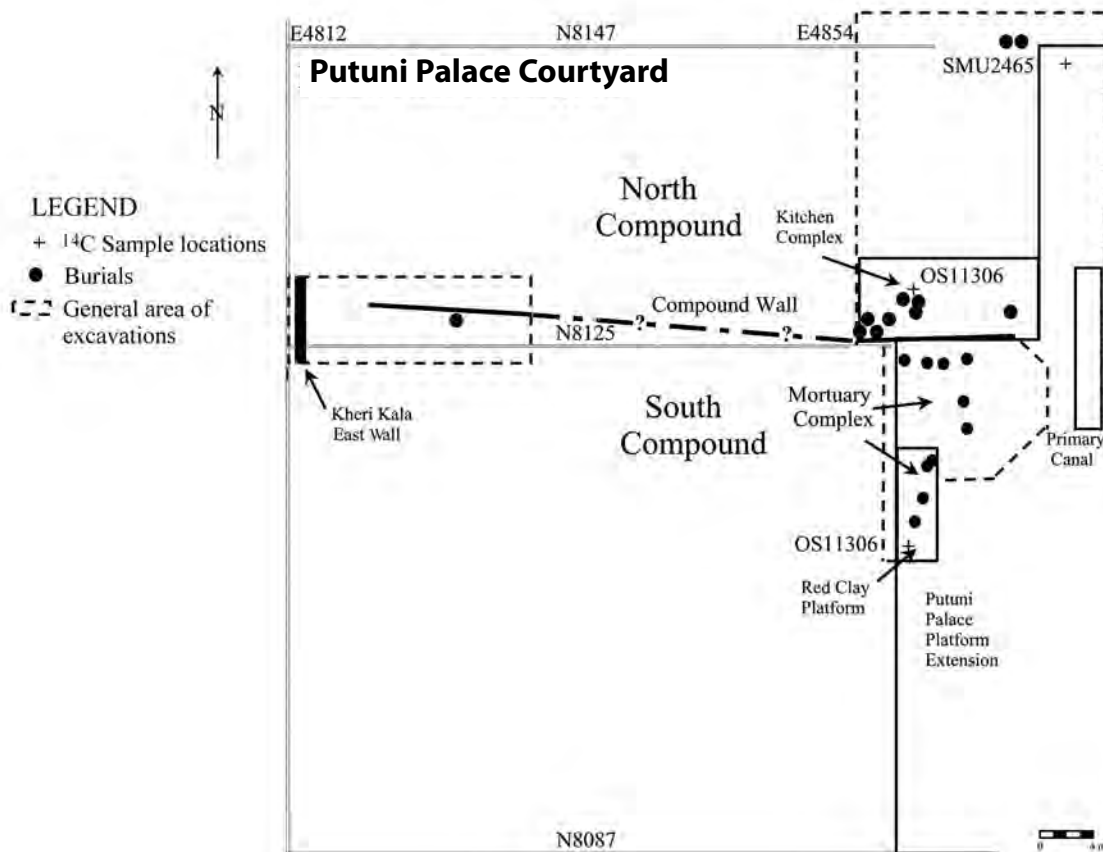 E4812
N8147
E4854
Putuni Palace Courtyard
SMU2465
N
LEGEND
+ ¹⁴C Sample locations
Burials
General area of
excavations
North
Compound
Kitchen
Complex
OS11306
Compound Wall
?
?
N8125
Kheri Kala
East Wall
South
Compound
Mortuary
Complex
Primary
Canal
OS11306
Red Clay
Platform
Putuni
Palace
Platform
Extension
N8087